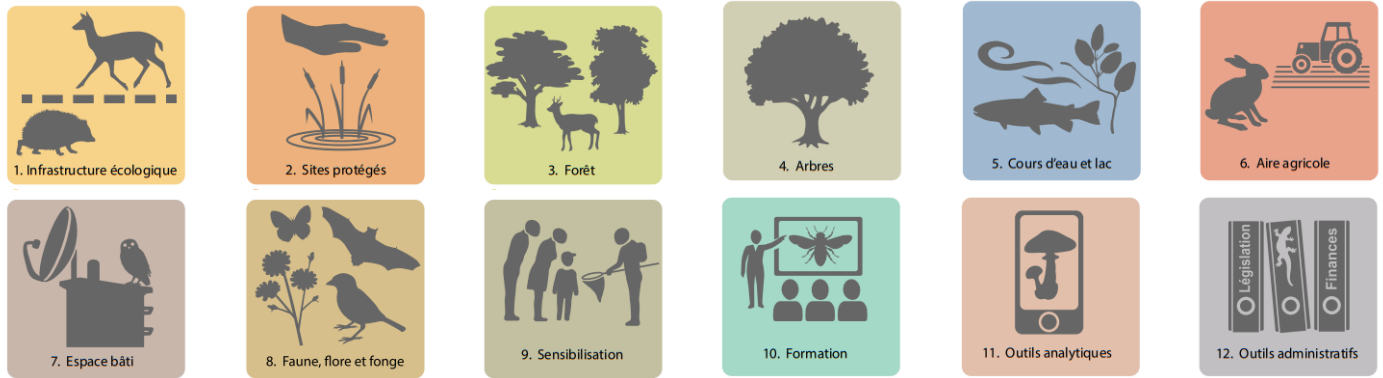 1. Infrastructure écologique
2. Sites protégés
3. Forêt
4. Arbres
5. Cours d'eau et lac
6. Aire agricole
7. Espace bâti
8. Faune, flore et fonge
9. Sensibilisation
10. Formation
11. Outils analytiques
Législation
Finances
12. Outils administratifs